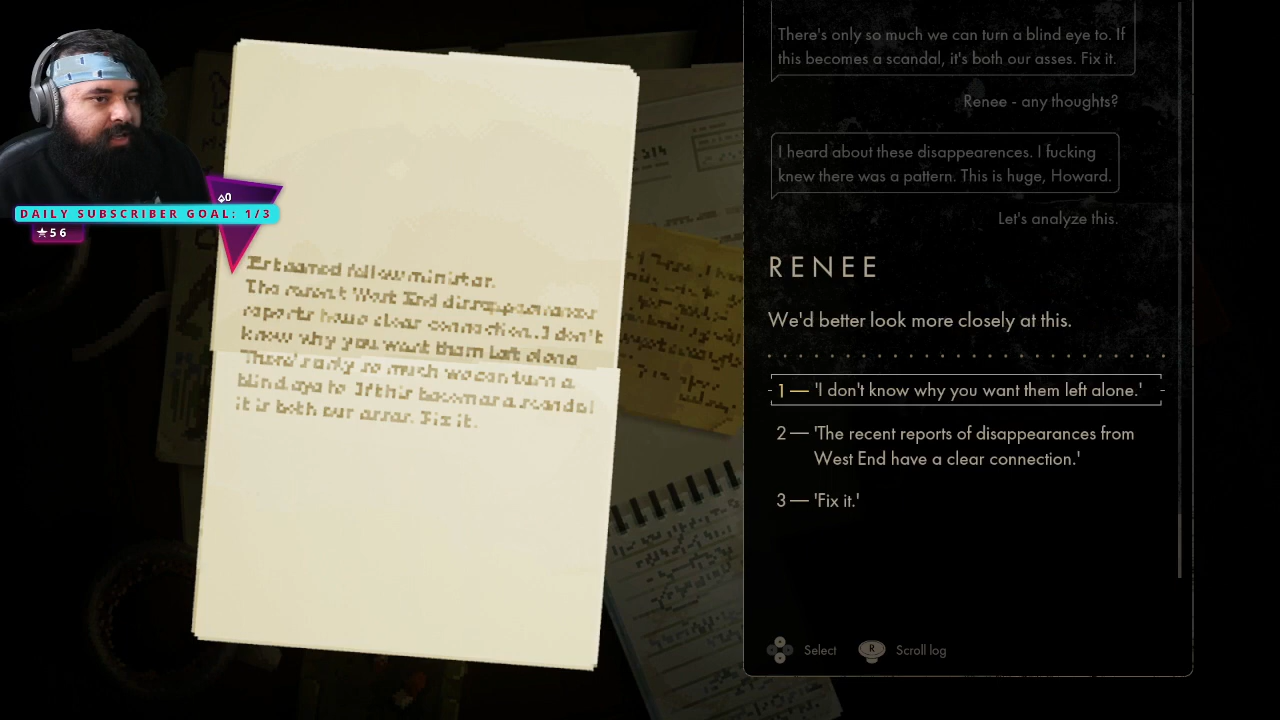 There's only so much we can turn a blind eye to. If
this becomes a scandal, it's both our asses. Fix it.
Renee - any thoughts?
I heard about these disappearences. I fucking
knew there was a pattern. This is huge, Howard.
Let's analyze this.
RENEE
We'd better look more closely at this.
1 — 'I don't know why you want them left alone.'
2 — 'The recent reports of disappearances from
West End have a clear connection.'
3 — 'Fix it.'
R
Select
Scroll log
0
DAILY SUBSCRIBER GOAL: 1/3
56
Esteemed fellow minister.
The recent West End disappearances
reports have clear connection. I don't
know why you want them left alone
There's only so much we can turn a
blind eye to If this becomes a scandal
it is both our asses. Fix it.
514